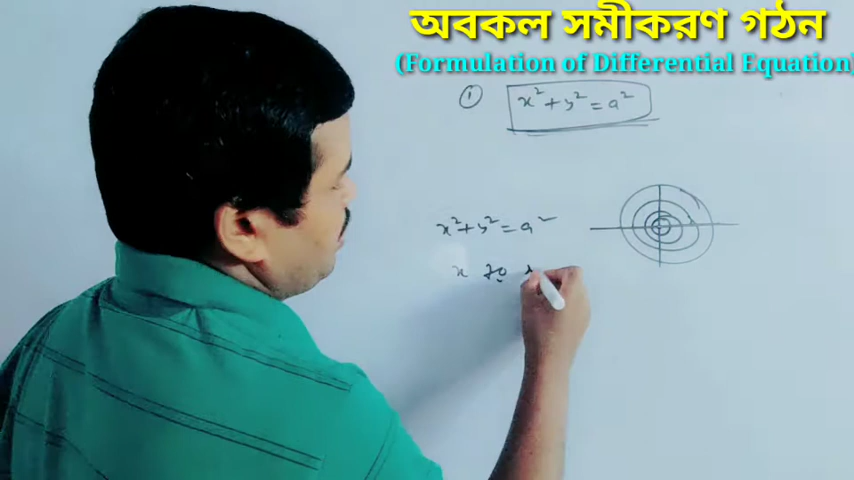 অবকল সমীকরণ গঠন
(Formulation of Differential Equation)
① x² + y² = a²
x² + y² = a²
x